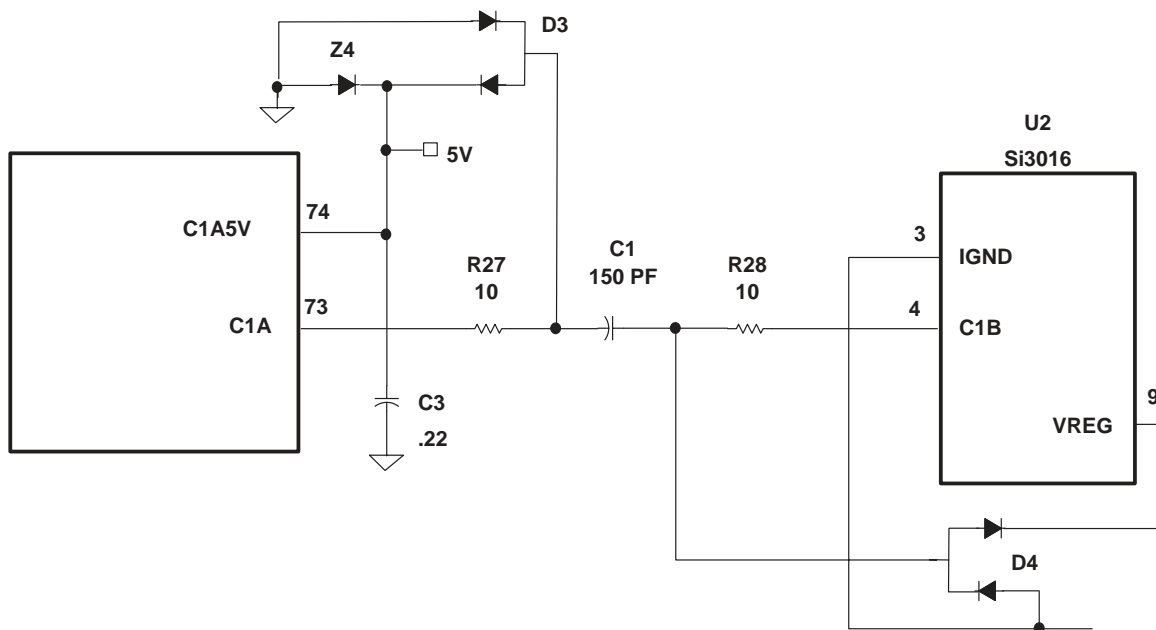 D3
Z4
5V
U2
Si3016
C1A5V
74
3
IGND
C1
150 PF
R27
10
R28
10
73
C1A
4
C1B
C3
.22
9
VREG
D4